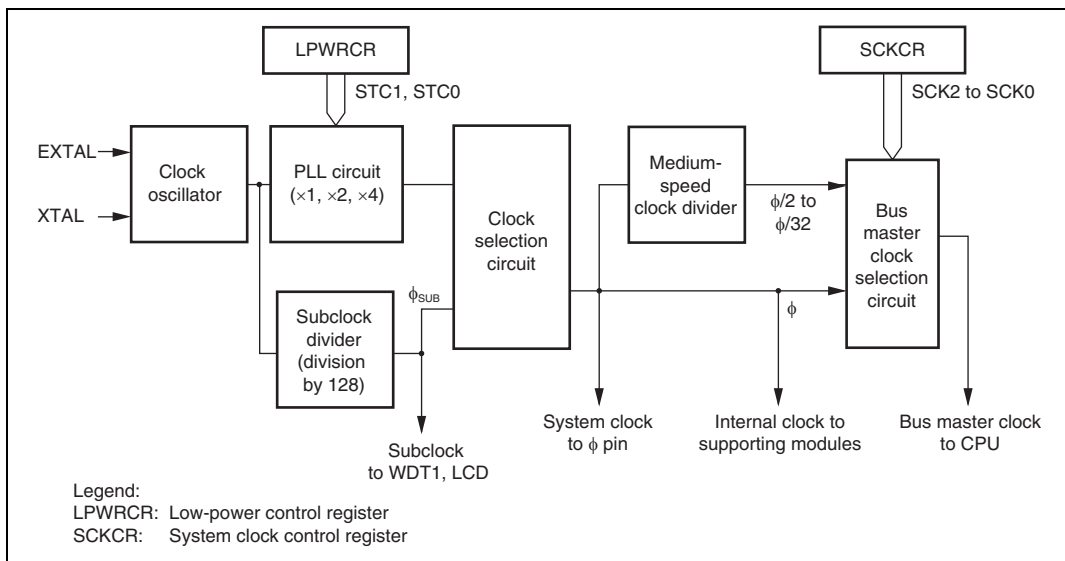 LPWRCR
SCKCR
STC1, STC0
SCK2 to SCK0
EXTAL
XTAL
Clock
oscillator
PLL circuit
(×1, ×2, ×4)
Clock
selection
circuit
Medium-
speed
clock divider
ϕ/2 to
ϕ/32
Bus
master
clock
selection
circuit
Subclock
divider
(division
by 128)
ϕSUB
ϕ
Subclock
to WDT1, LCD
System clock
to ϕ pin
Internal clock to
supporting modules
Bus master clock
to CPU
Legend:
LPWRCR: Low-power control register
SCKCR: System clock control register